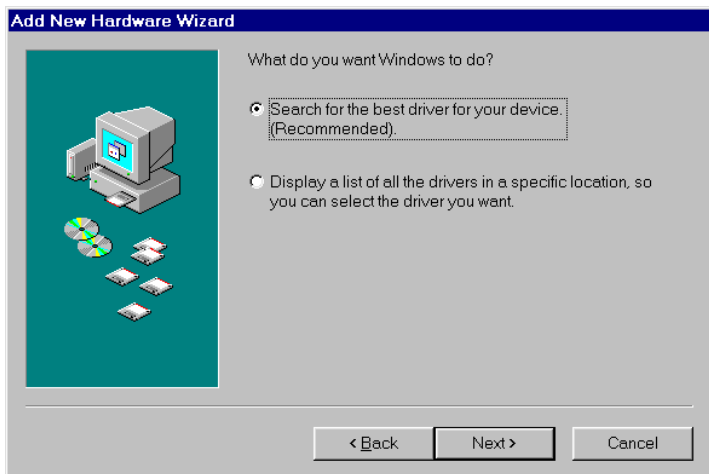 Add New Hardware Wizard
What do you want Windows to do?
Search for the best driver for your device.
(Recommended).
Display a list of all the drivers in a specific location, so
you can select the driver you want.
< Back
Next >
Cancel